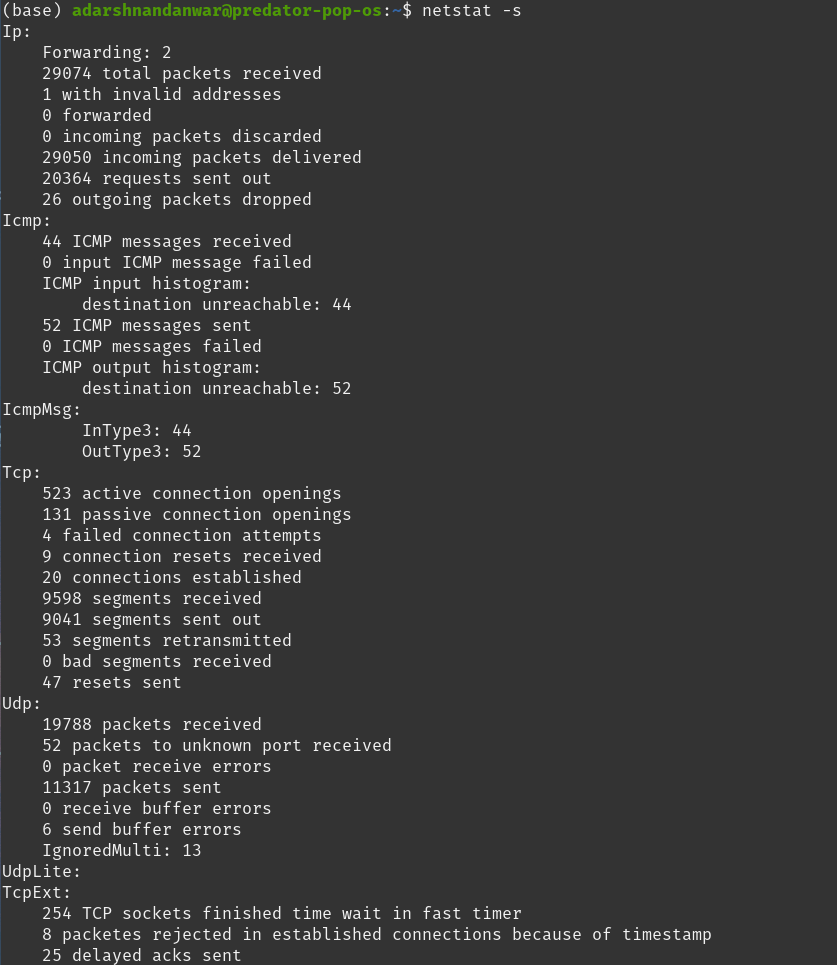 (base) adarshnandanwar@predator-pop-os:~$ netstat -s
Ip:
    Forwarding: 2
    29074 total packets received
    1 with invalid addresses
    0 forwarded
    0 incoming packets discarded
    29050 incoming packets delivered
    20364 requests sent out
    26 outgoing packets dropped
Icmp:
    44 ICMP messages received
    0 input ICMP message failed
    ICMP input histogram:
        destination unreachable: 44
    52 ICMP messages sent
    0 ICMP messages failed
    ICMP output histogram:
        destination unreachable: 52
IcmpMsg:
        InType3: 44
        OutType3: 52
Tcp:
    523 active connection openings
    131 passive connection openings
    4 failed connection attempts
    9 connection resets received
    20 connections established
    9598 segments received
    9041 segments sent out
    53 segments retransmitted
    0 bad segments received
    47 resets sent
Udp:
    19788 packets received
    52 packets to unknown port received
    0 packet receive errors
    11317 packets sent
    0 receive buffer errors
    6 send buffer errors
    IgnoredMulti: 13
UdpLite:
TcpExt:
    254 TCP sockets finished time wait in fast timer
    8 packetes rejected in established connections because of timestamp
    25 delayed acks sent